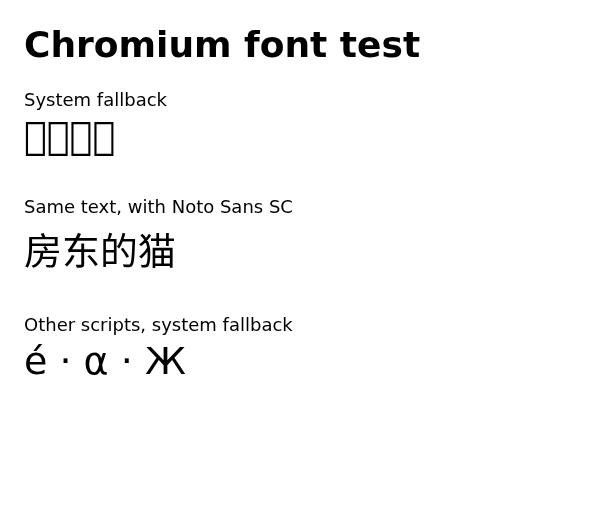 Chromium font test
System fallback
Same text, with Noto Sans SC
房东的猫
Other scripts, system fallback
é · α · Ж